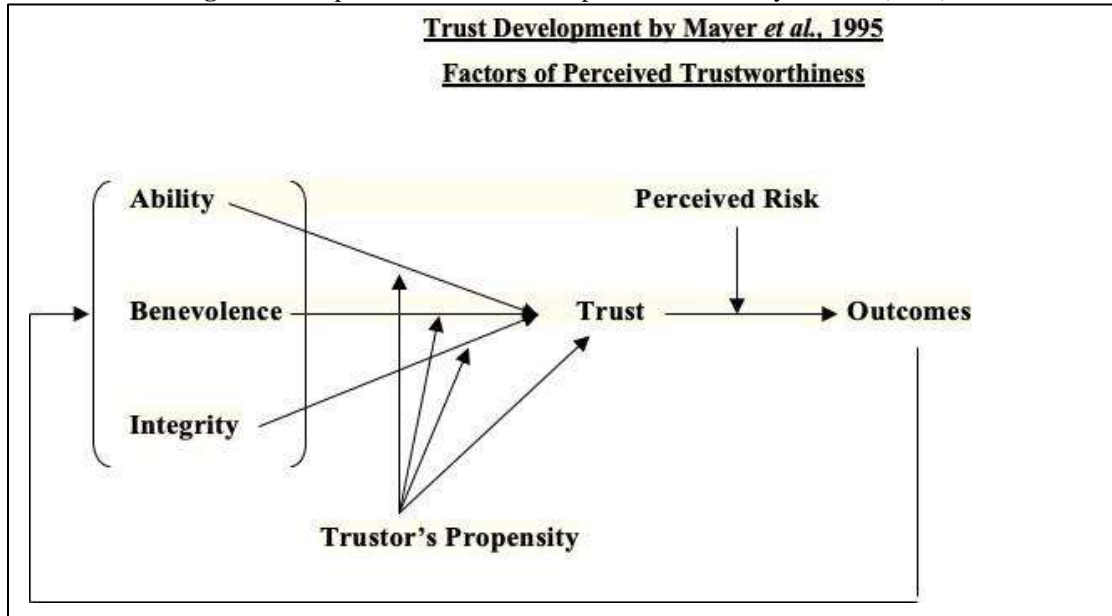 Trust Development by Mayer et al., 1995
Factors of Perceived Trustworthiness
Ability
Perceived Risk
Benevolence
Trust
Outcomes
Integrity
Trustor's Propensity